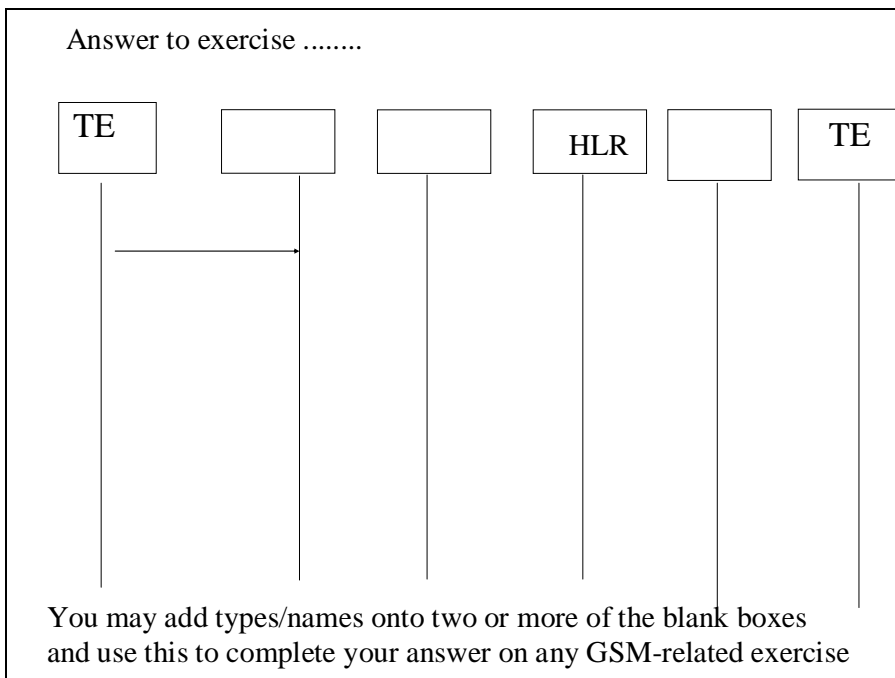 Answer to exercise ........
TE
HLR
TE
You may add types/names onto two or more of the blank boxes
and use this to complete your answer on any GSM-related exercise